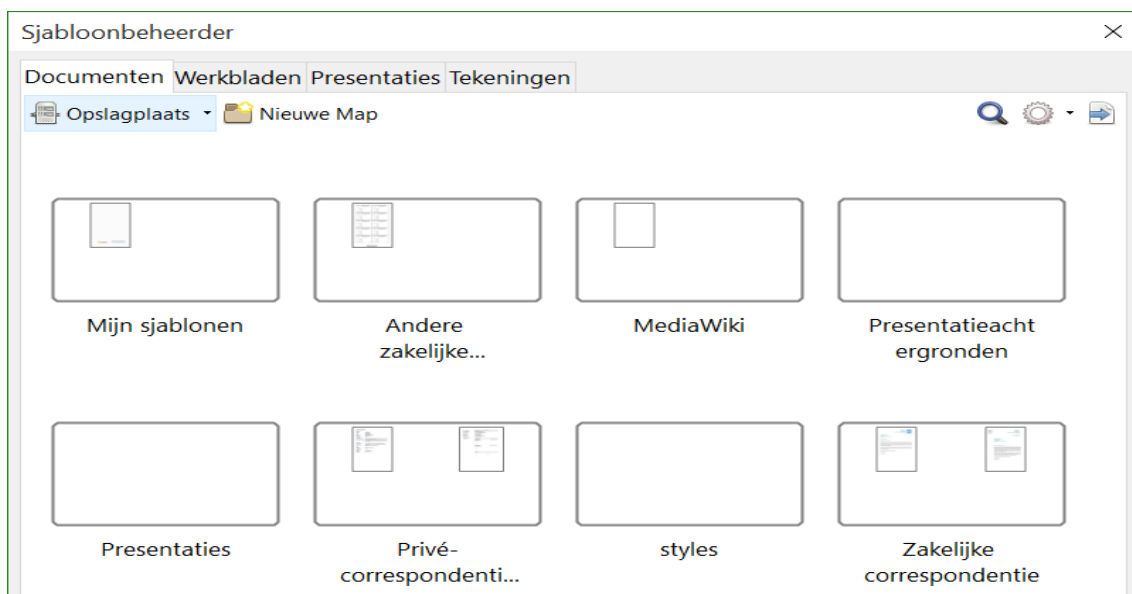 Sjabloonbeheerder
Documenten Werkbladen Presentaties Tekeningen
Opslagplaats Nieuwe Map
Mijn sjablonen
Andere
zakelijke...
MediaWiki
Presentatieacht
ergronden
Presentaties
Privé-
correspondenti...
styles
Zakelijke
correspondentie